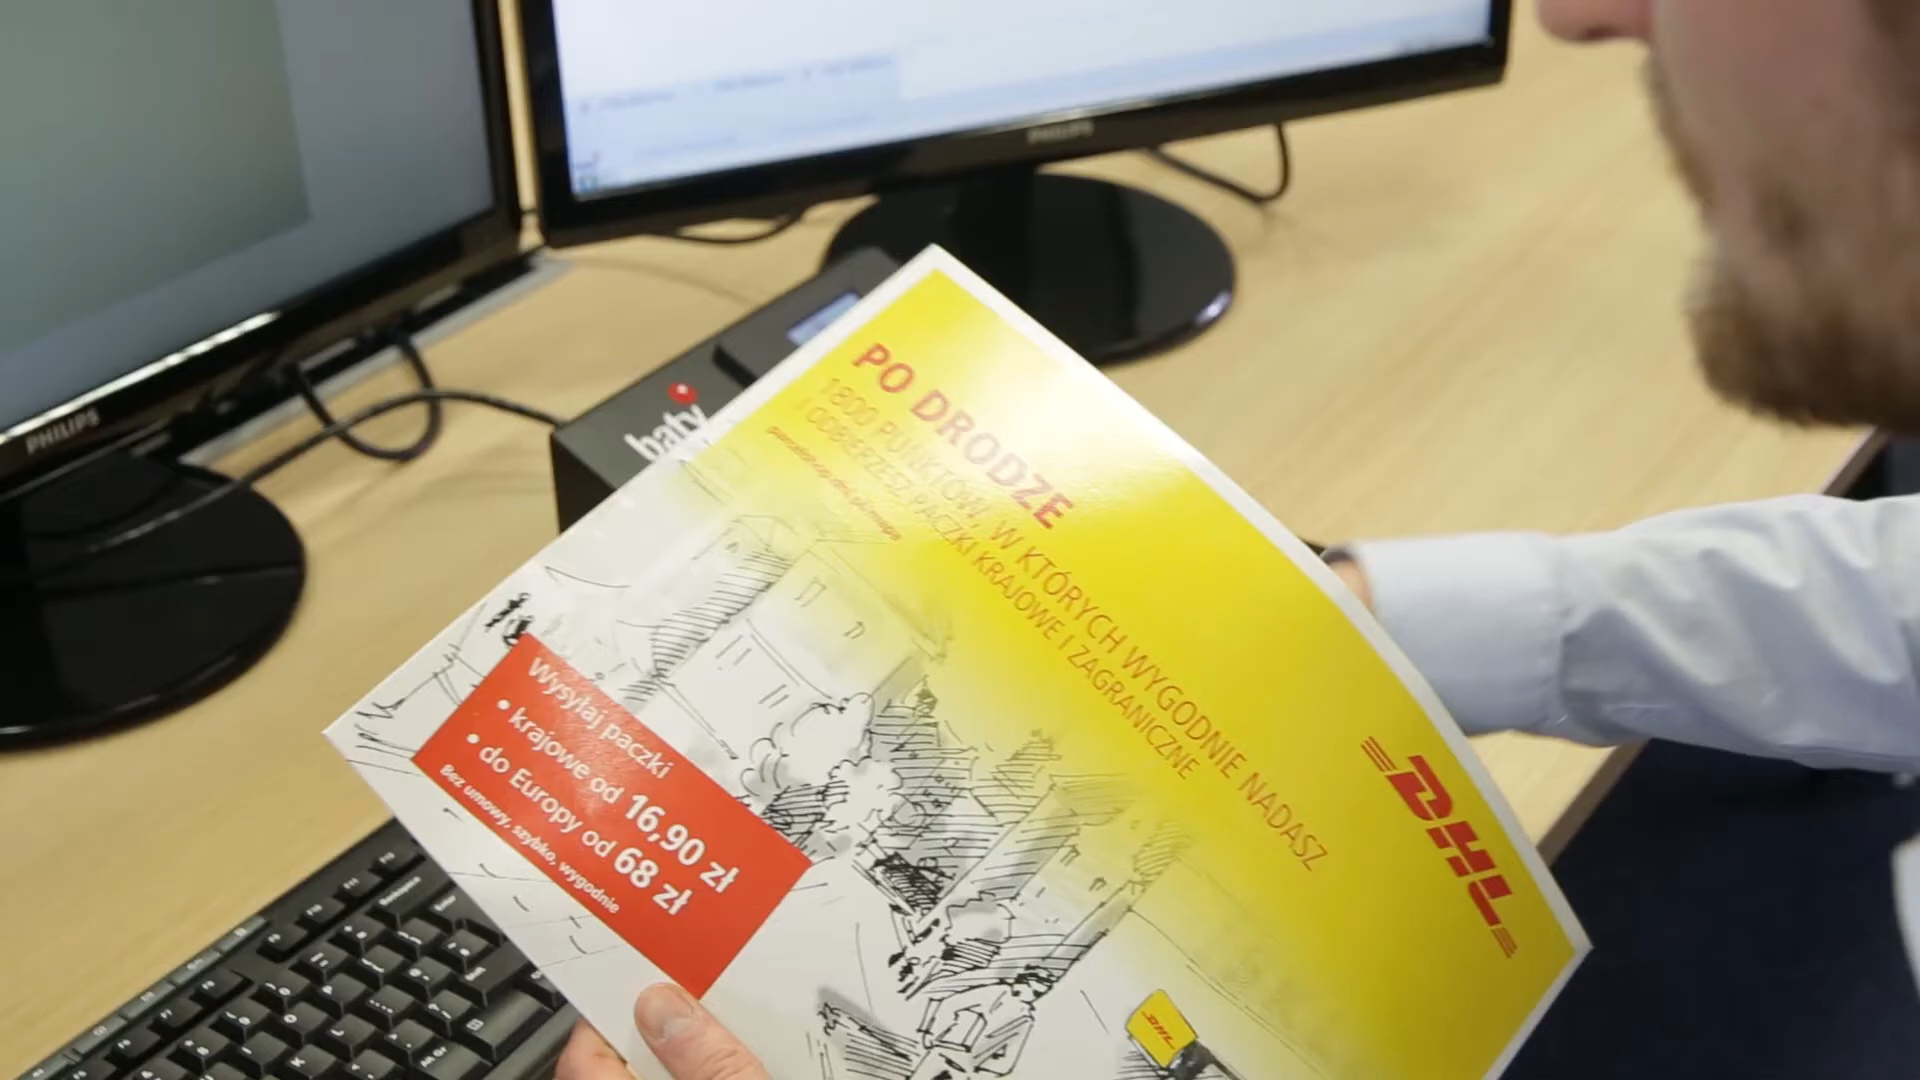 PHILIPS
PHILIPS
PO DRODZE
1800 PUNKTÓW, W KTÓRYCH WYGODNIE NADASZ
I ODBIERZESZ PACZKI KRAJOWE I ZAGRANICZNE
DHL
Wysyłaj paczki
• krajowe od 16,90 zł
• do Europy od 68 zł
Bez umowy, szybko, wygodnie
DHL